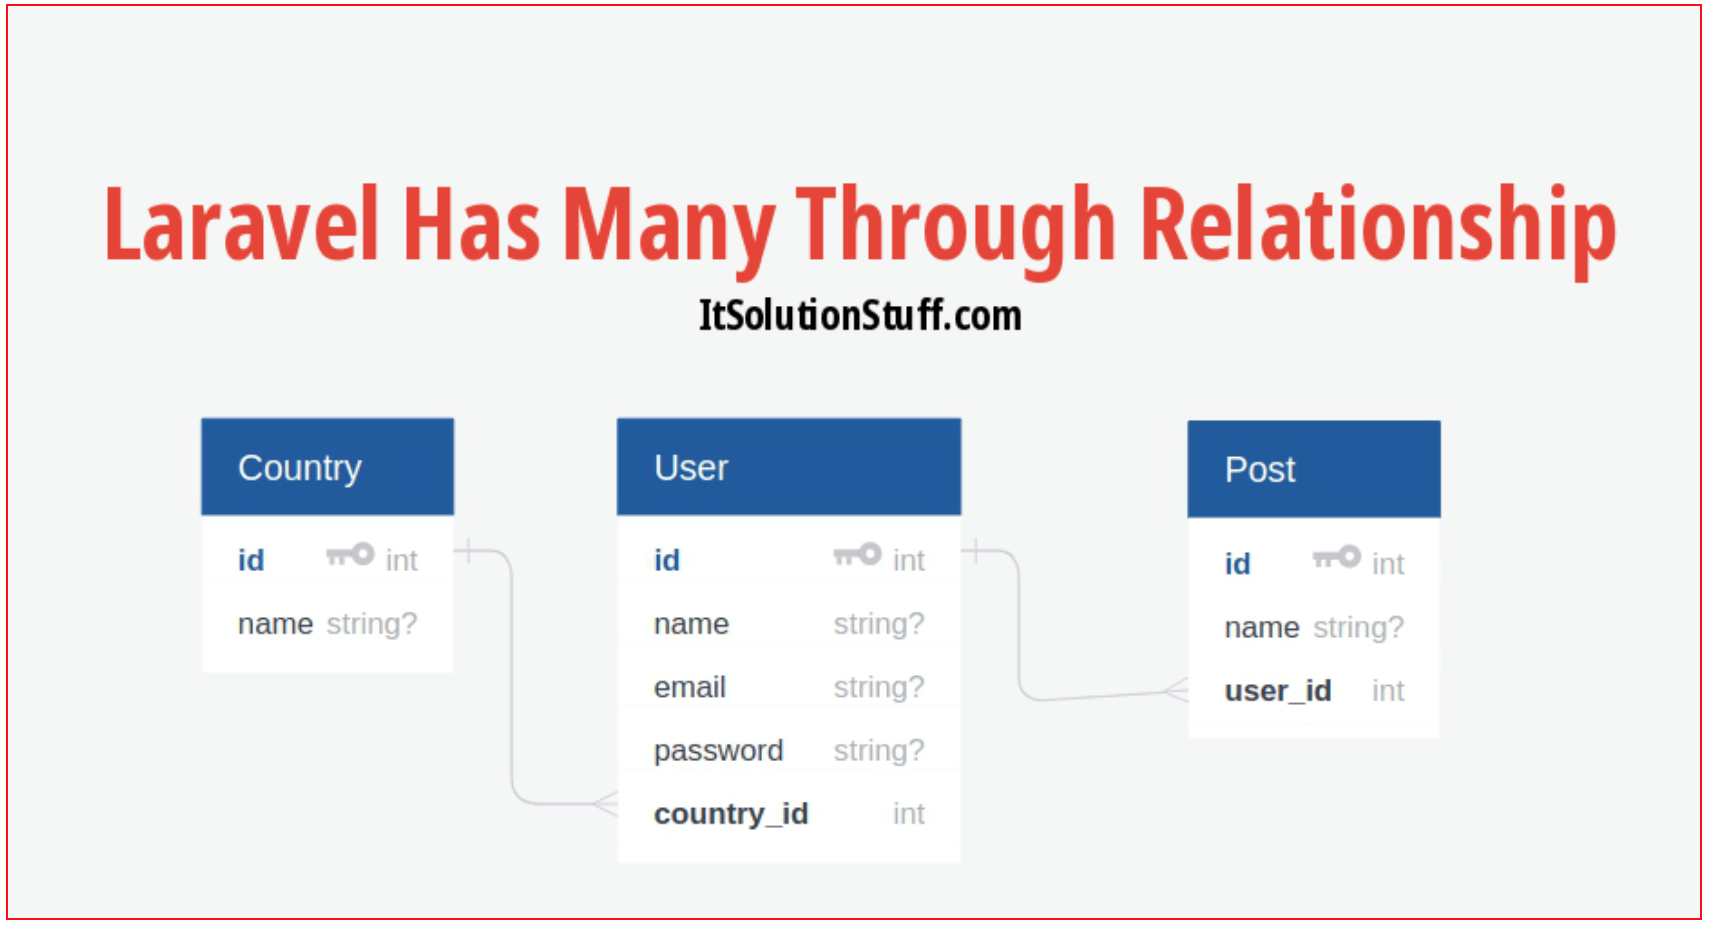 Laravel Has Many Through Relationship
ItSolutionStuff.com
Country
id int
name string?
User
id int
name string?
email string?
password string?
country_id int
Post
id int
name string?
user_id int